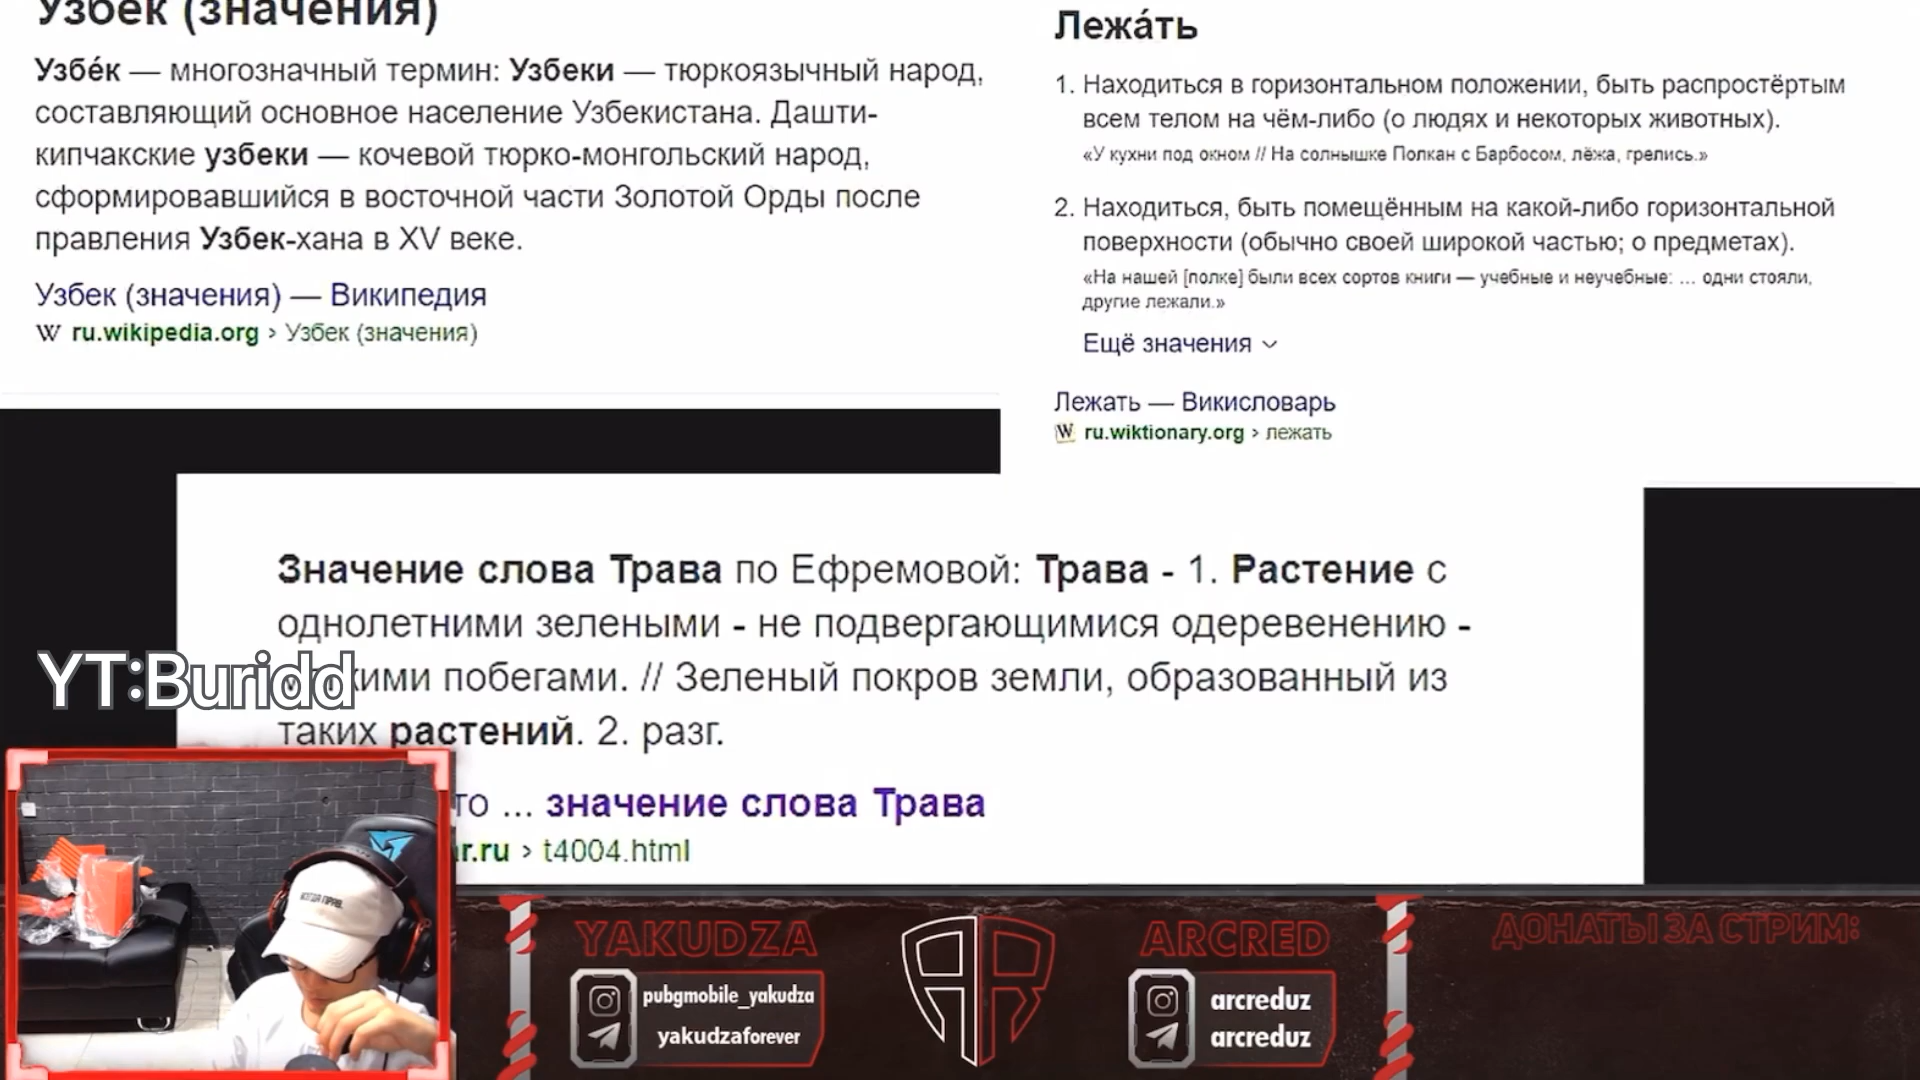 Узбек (значения)
Узбе́к — многозначный термин: Узбеки — тюркоязычный народ,
составляющий основное население Узбекистана. Дашти-
кипчакские узбеки — кочевой тюрко-монгольский народ,
сформировавшийся в восточной части Золотой Орды после
правления Узбек-хана в XV веке.
Узбек (значения) — Википедия
W ru.wikipedia.org › Узбек (значения)
Лежа́ть
1. Находиться в горизонтальном положении, быть распростёртым
всем телом на чём-либо (о людях и некоторых животных).
«У кухни под окном // На солнышке Полкан с Барбосом, лёжа, грелись.»
2. Находиться, быть помещённым на какой-либо горизонтальной
поверхности (обычно своей широкой частью; о предметах).
«На нашей [полке] были всех сортов книги — учебные и неучебные: ... одни стояли,
другие лежали.»
Ещё значения
Лежать — Викисловарь
W ru.wiktionary.org › лежать
Значение слова Трава по Ефремовой: Трава - 1. Растение с
однолетними зелеными - не подвергающимися одеревенению -
кими побегами. // Зеленый покров земли, образованный из
таких растений. 2. разг.
то ... значение слова Трава
r.ru › t4004.html
YT:Buridd
YAKUDZA
pubgmobile_yakudza
yakudzaforever
ARCRED
arcreduz
arcreduz
ДОНАТЫ ЗА СТРИМ: